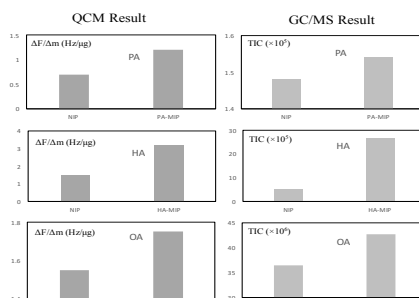 QCM Result
GC/MS Result
1.5
1
0.5
0
ΔF/Δm (Hz/μg)
PA
NIP
PA-MIP
1.6
1.5
1.4
TIC (×10⁵)
PA
NIP
PA-MIP
4
3
2
1
0
ΔF/Δm (Hz/μg)
HA
NIP
HA-MIP
30
20
10
0
TIC (×10⁵)
HA
NIP
HA-MIP
1.8
1.6
1.4
ΔF/Δm (Hz/μg)
OA
45
40
35
30
TIC (×10⁶)
OA